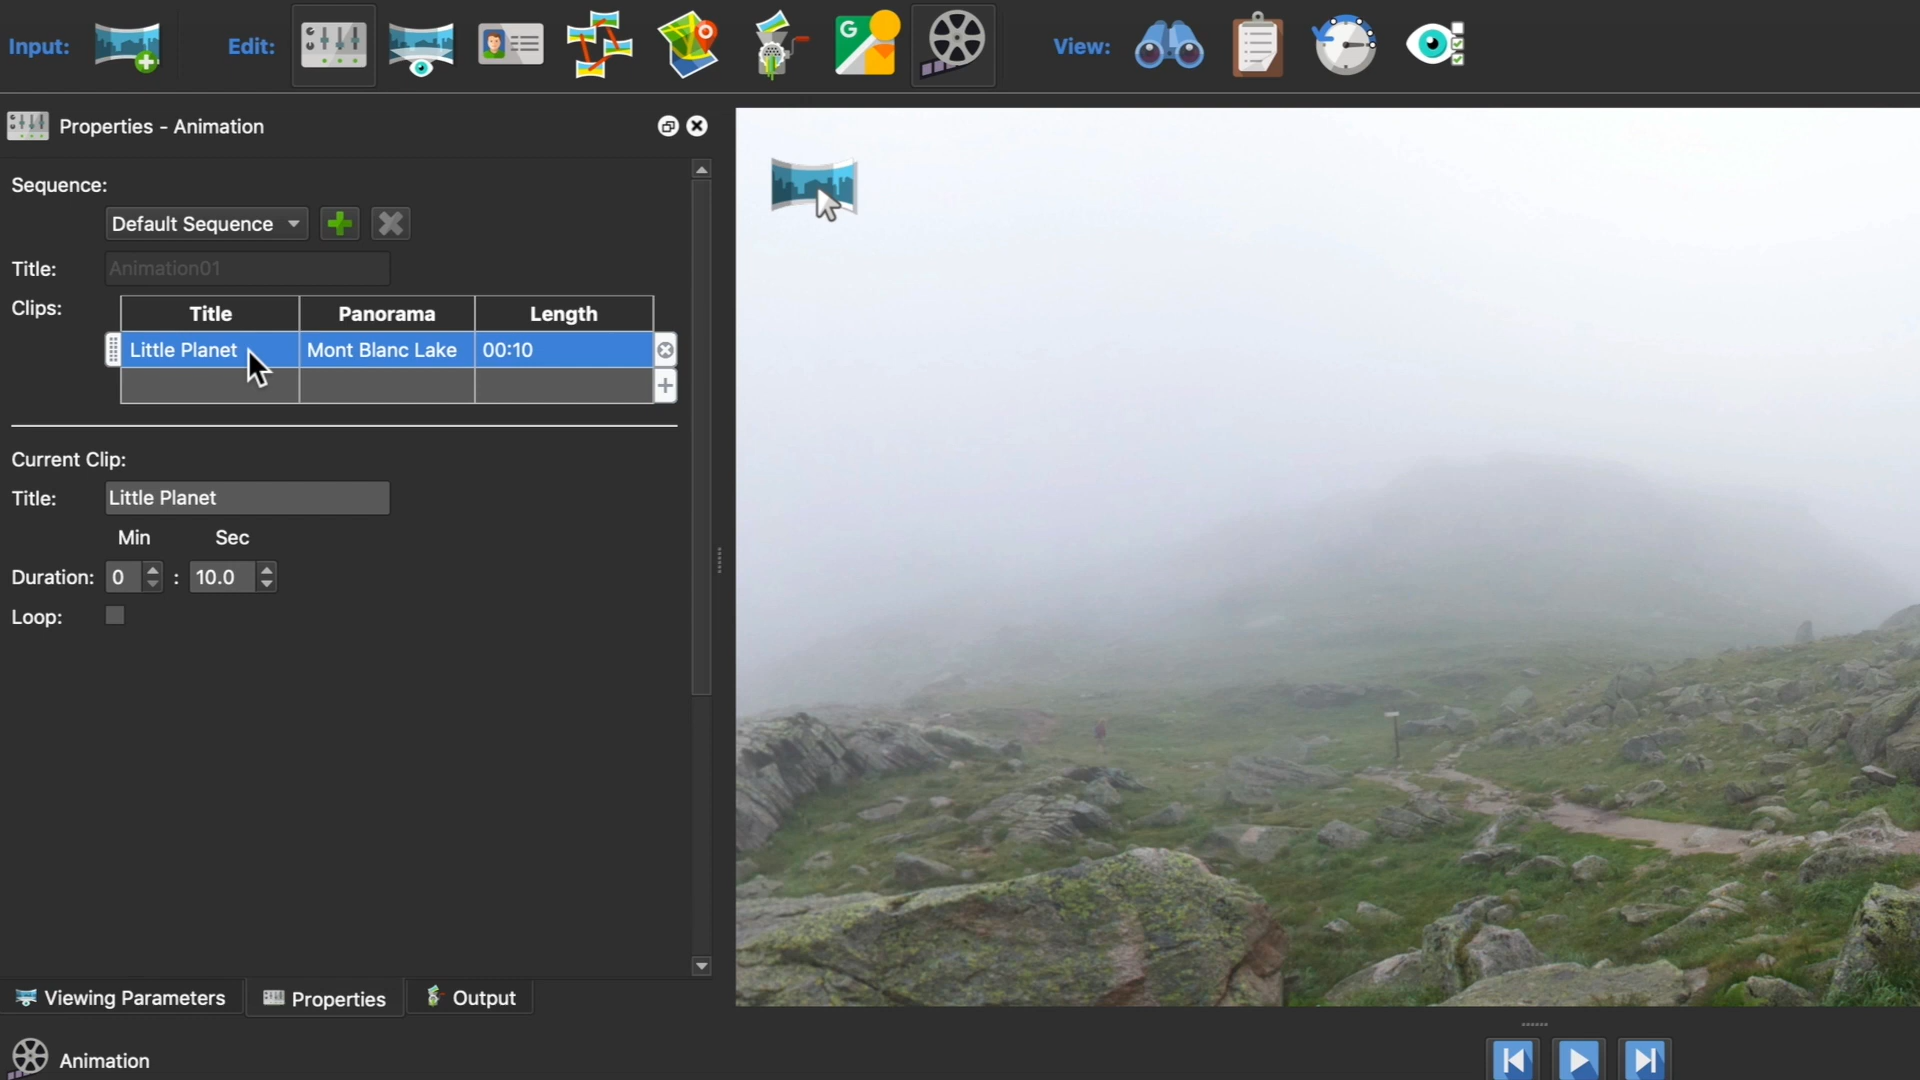 Input:
Edit:
G
View:
Properties - Animation
Sequence:
Default Sequence
Title:
Animation01
Clips:
Title Panorama Length
Little Planet Mont Blanc Lake 00:10
Current Clip:
Title: Little Planet
Min Sec
Duration: 0 : 10.0
Loop:
Viewing Parameters Properties Output
Animation